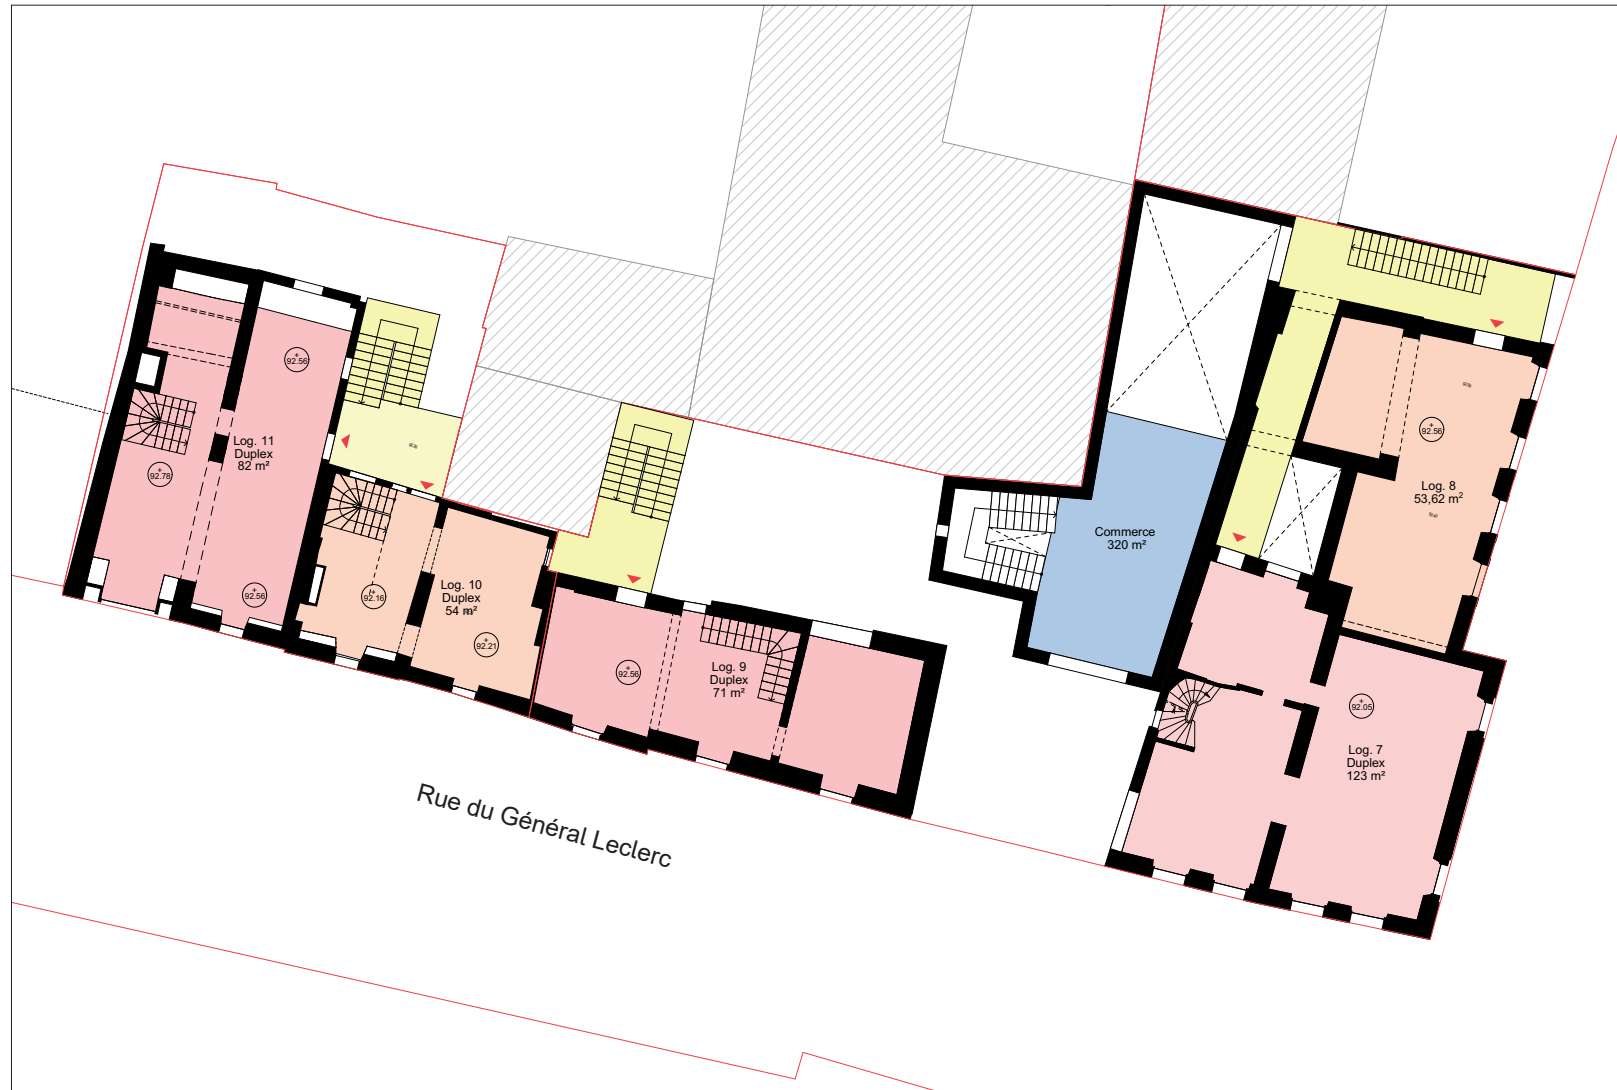 92.56
Log. 11
Duplex
82 m²
92.78
92.56
92.16
Log. 10
Duplex
54 m²
92.21
92.56
Log. 9
Duplex
71 m²
Commerce
320 m²
92.56
Log. 8
53,62 m²
92.05
Log. 7
Duplex
123 m²
Rue du Général Leclerc